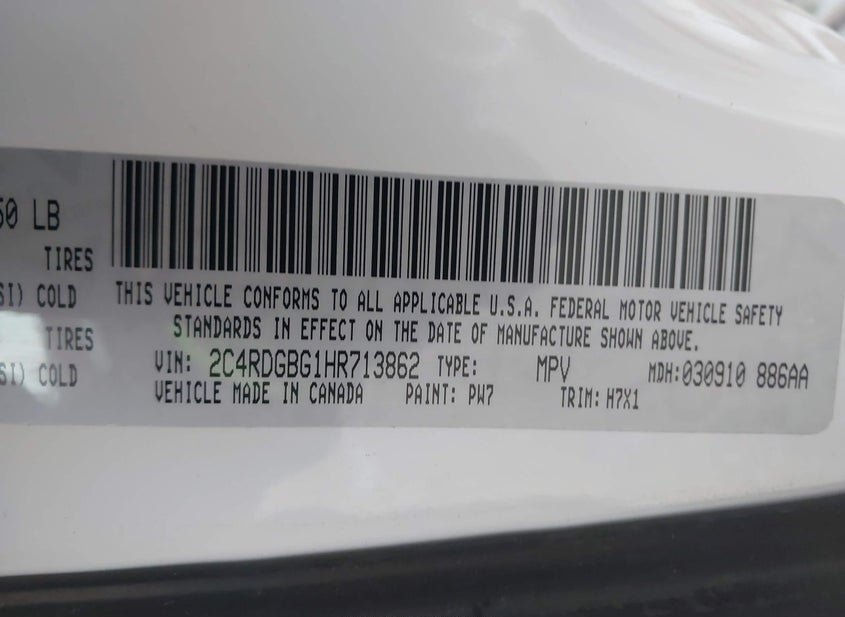 50 LB
TIRES
SI) COLD
TIRES
SI) COLD
THIS VEHICLE CONFORMS TO ALL APPLICABLE U.S.A. FEDERAL MOTOR VEHICLE SAFETY
STANDARDS IN EFFECT ON THE DATE OF MANUFACTURE SHOWN ABOVE.
VIN: 2C4RDGBG1HR713862 TYPE: MPV MDH:030910 886AA
VEHICLE MADE IN CANADA PAINT: PW7 TRIM: H7X1